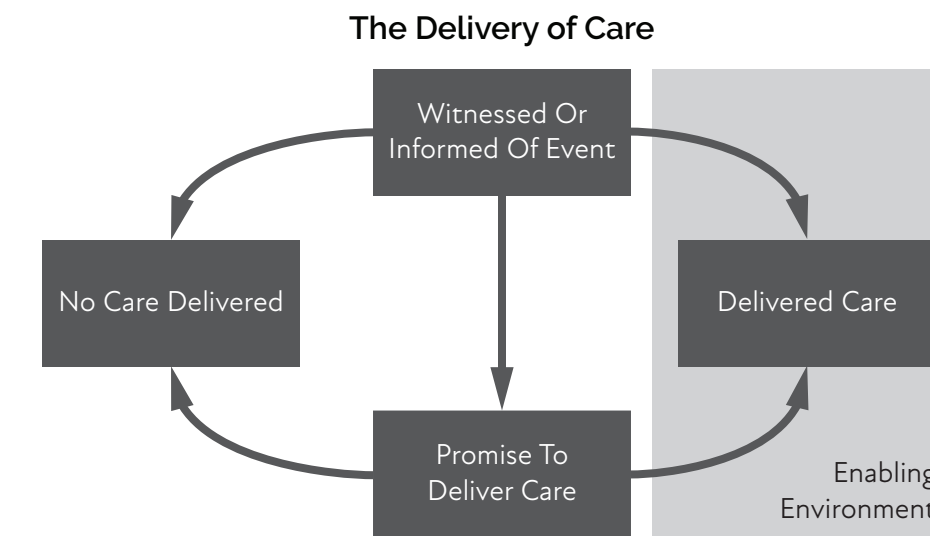 The Delivery of Care
Witnessed Or
Informed Of Event
No Care Delivered
Delivered Care
Promise To
Deliver Care
Enabling
Environment